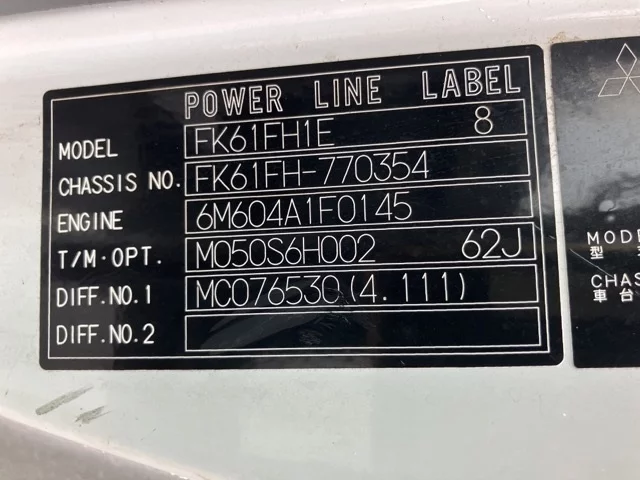 POWER LINE LABEL
MODEL FK61FH1E 8
CHASSIS NO. FK61FH-770354
ENGINE 6M604A1F0145
T/M·OPT. M050S6H002 62J
DIFF.NO.1 MC076530(4.111)
DIFF.NO.2
MODE
型
CHAS
車台